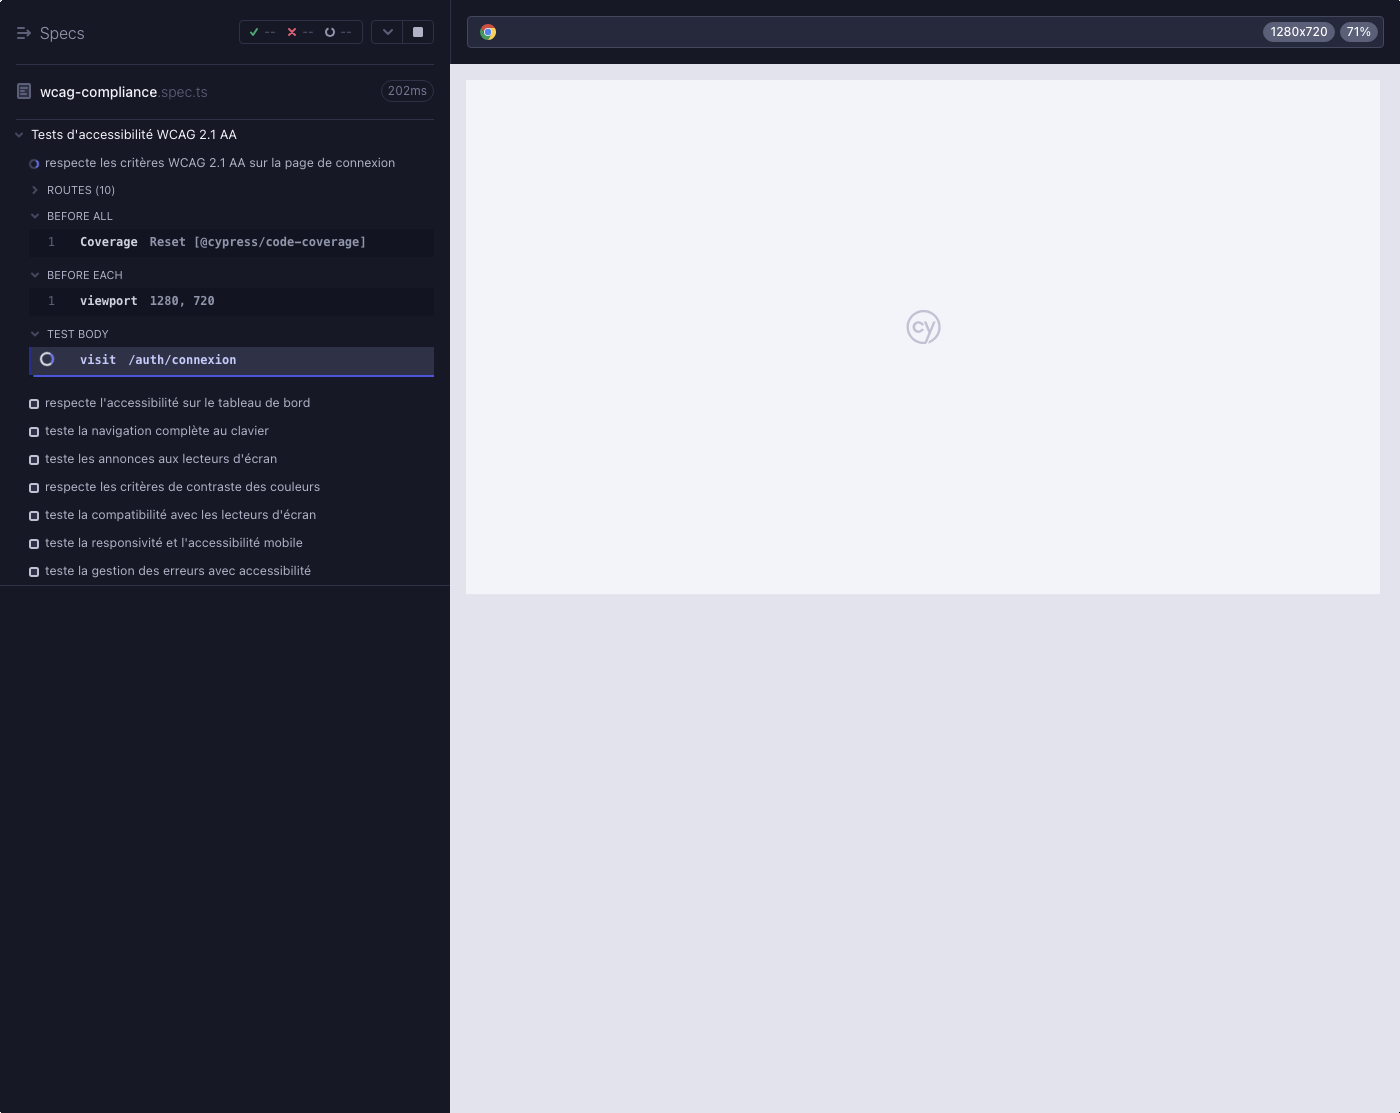 Specs
-- -- --
1280x720 71%
wcag-compliance.spec.ts 202ms
Tests d'accessibilité WCAG 2.1 AA
respecte les critères WCAG 2.1 AA sur la page de connexion
ROUTES (10)
BEFORE ALL
1 Coverage Reset [@cypress/code-coverage]
BEFORE EACH
1 viewport 1280, 720
TEST BODY
visit /auth/connexion
cy
respecte l'accessibilité sur le tableau de bord
teste la navigation complète au clavier
teste les annonces aux lecteurs d'écran
respecte les critères de contraste des couleurs
teste la compatibilité avec les lecteurs d'écran
teste la responsivité et l'accessibilité mobile
teste la gestion des erreurs avec accessibilité